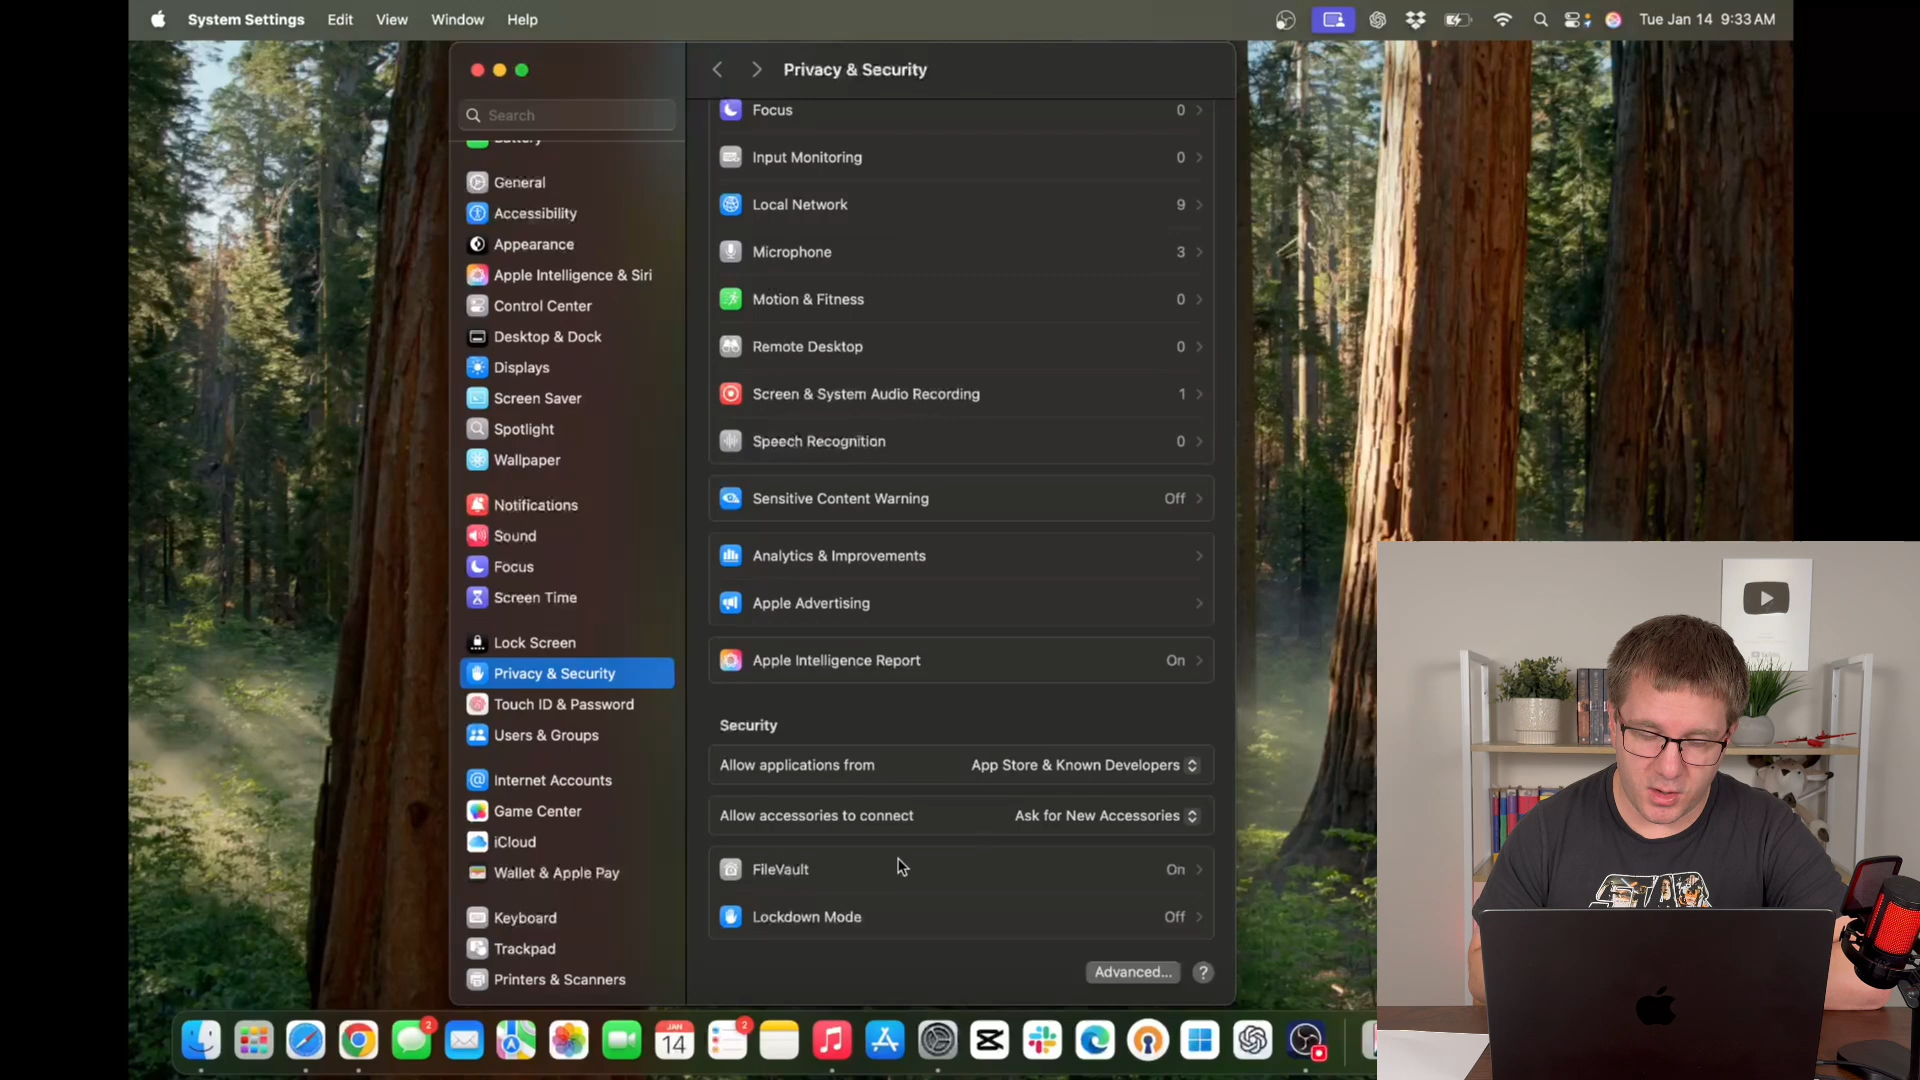 System Settings Edit View Window Help Tue Jan 14 9:33 AM
Search
Battery
General
Accessibility
Appearance
Apple Intelligence & Siri
Control Center
Desktop & Dock
Displays
Screen Saver
Spotlight
Wallpaper
Notifications
Sound
Focus
Screen Time
Lock Screen
Privacy & Security
Touch ID & Password
Users & Groups
Internet Accounts
Game Center
iCloud
Wallet & Apple Pay
Keyboard
Trackpad
Printers & Scanners
Privacy & Security
Focus 0
Input Monitoring 0
Local Network 9
Microphone 3
Motion & Fitness 0
Remote Desktop 0
Screen & System Audio Recording 1
Speech Recognition 0
Sensitive Content Warning Off
Analytics & Improvements
Apple Advertising
Apple Intelligence Report On
Security
Allow applications from App Store & Known Developers
Allow accessories to connect Ask for New Accessories
FileVault On
Lockdown Mode Off
Advanced... ?
2
JAN
14
2